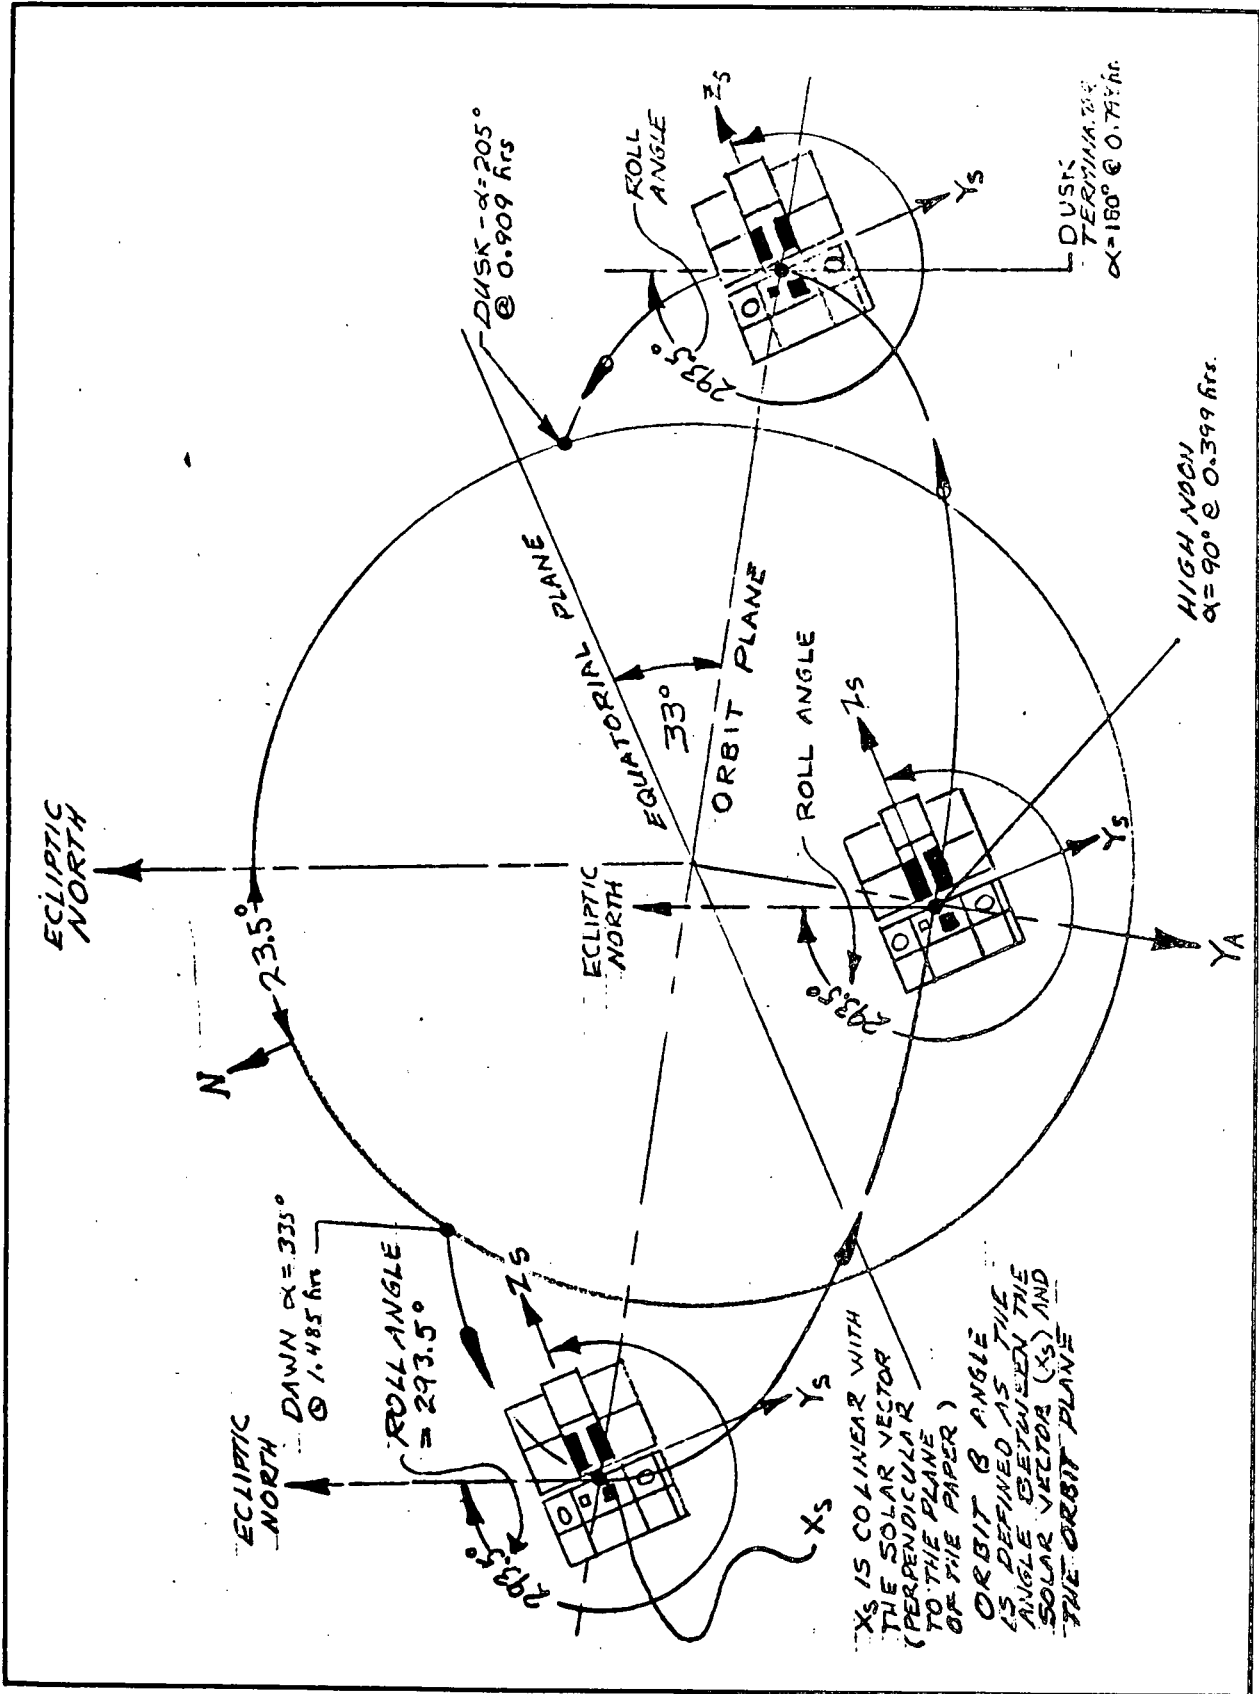 ECLIPTIC
NORTH
N
23.5°
DAWN α=335°
@ 1.485 hrs
ECLIPTIC
NORTH
ROLL ANGLE
= 293.5°
293.5°
ZS
YS
XS
DUSK - α=205°
@ 0.909 hrs
EQUATORIAL PLANE
33°
ORBIT PLANE
ECLIPTIC
NORTH
ROLL ANGLE
293.5°
ZS
YS
YA
HIGH NOON
α=90° @ 0.399 hrs.
ROLL
ANGLE
293.5°
ZS
YS
DUSK
TERMINATOR
α=180° @
XS IS COLINEAR WITH
THE SOLAR VECTOR
(PERPENDICULAR
TO THE PLANE
OF THE PAPER)
ORBIT β ANGLE
IS DEFINED AS THE
ANGLE BETWEEN THE
SOLAR VECTOR (XS) AND
THE ORBIT PLANE